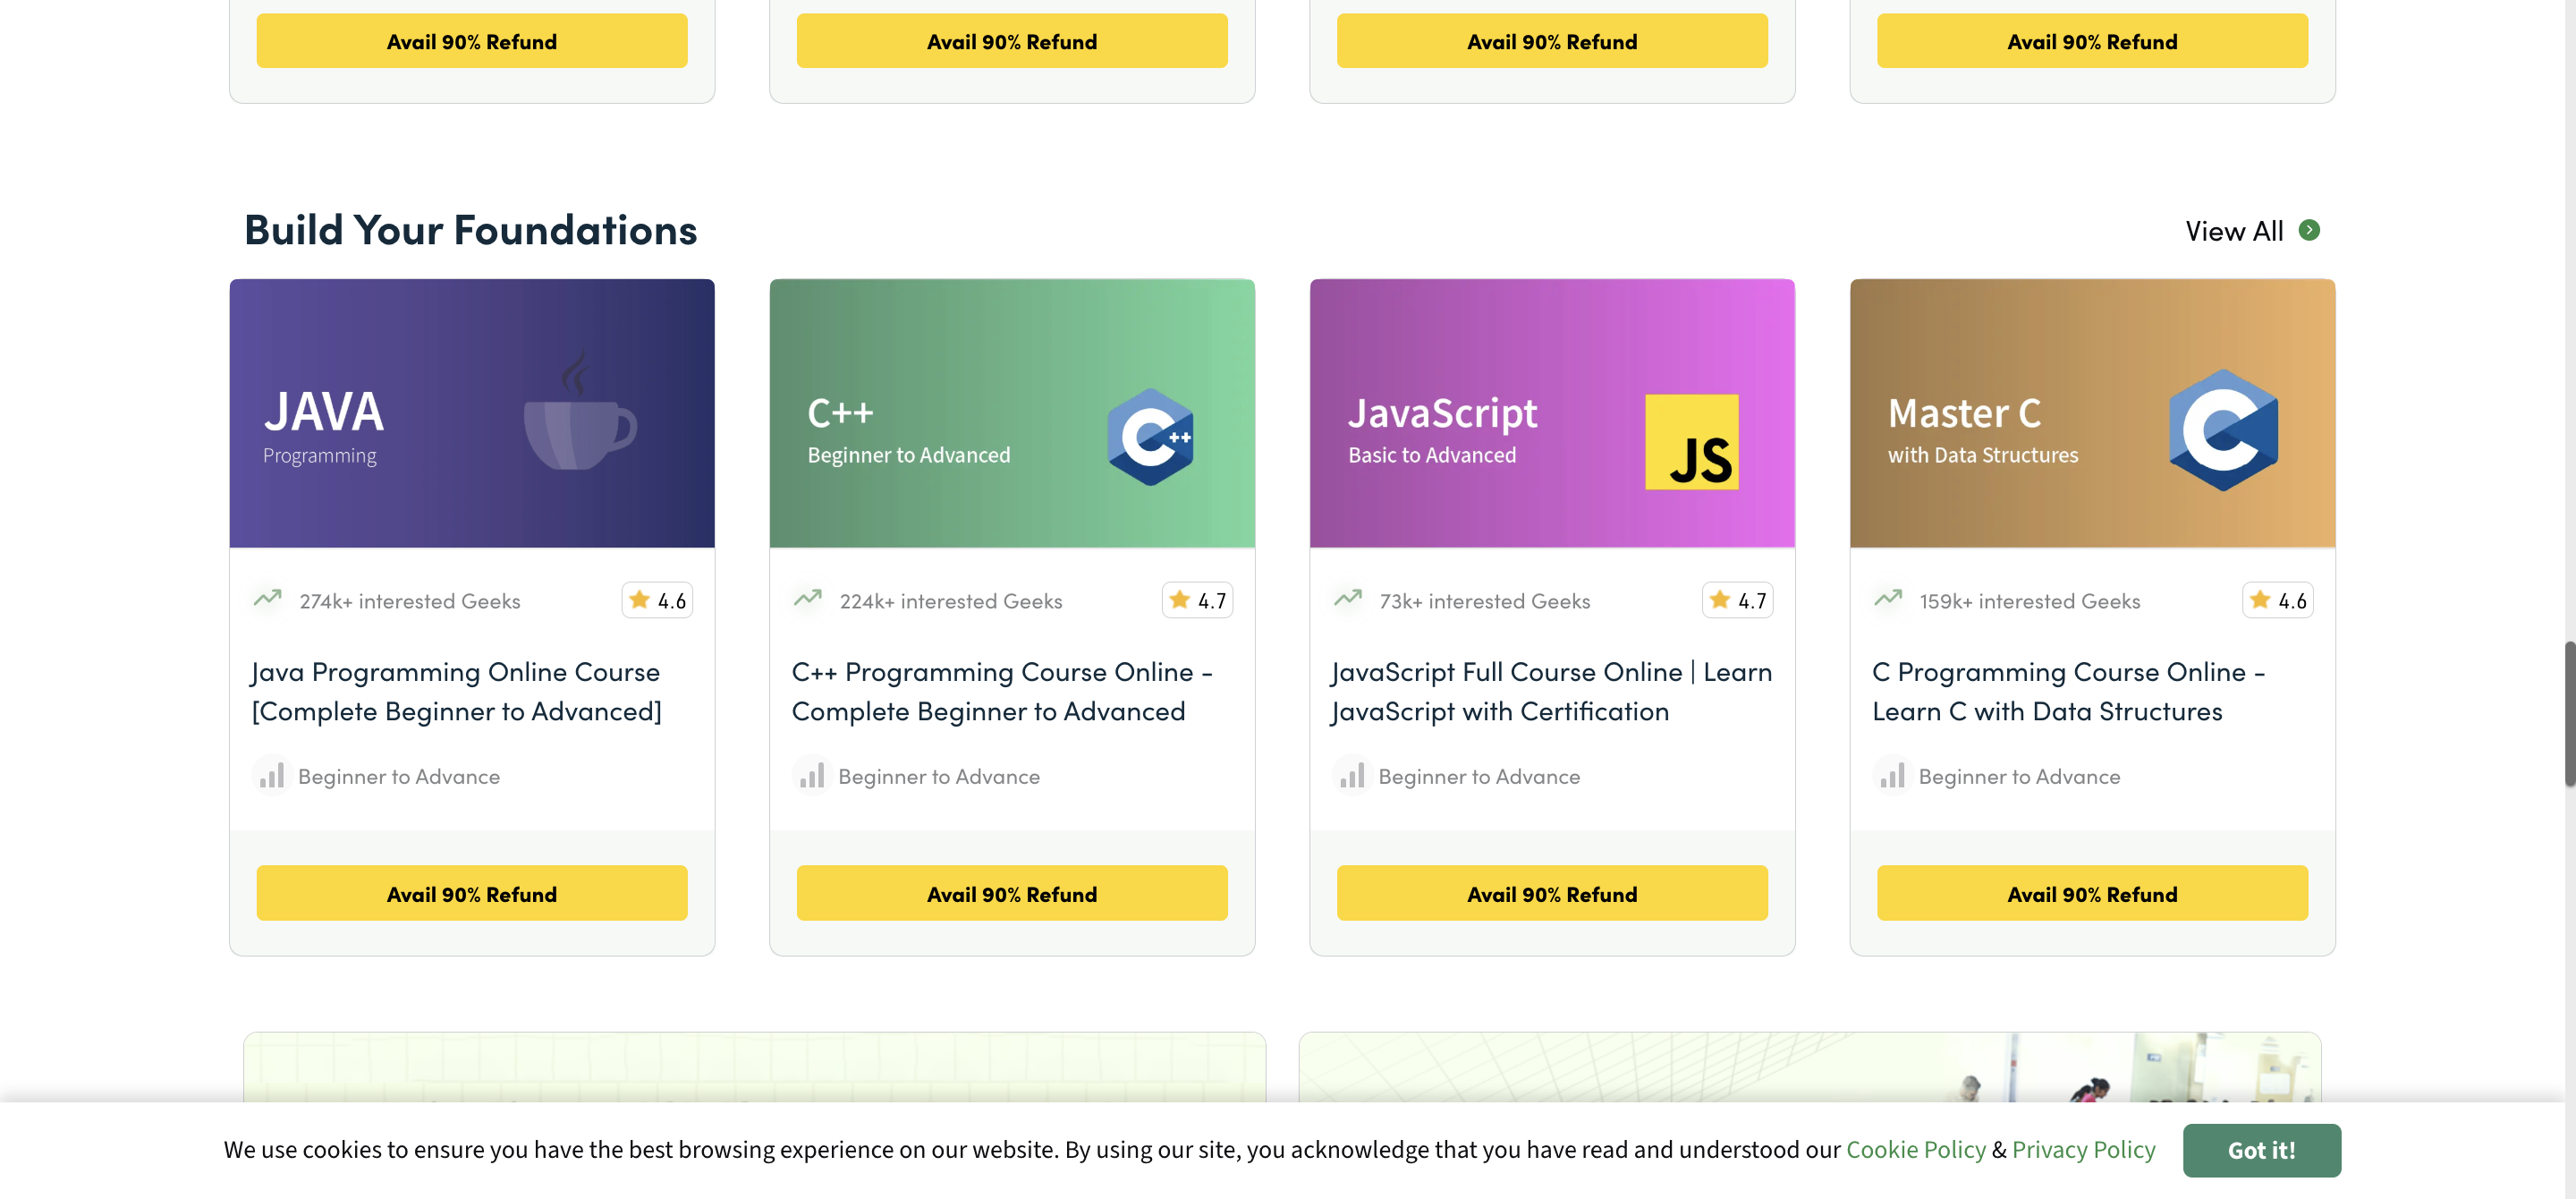 Avail 90% Refund
Avail 90% Refund
Avail 90% Refund
Avail 90% Refund
Build Your Foundations
View All
JAVA
Programming
C++
Beginner to Advanced
C++
JavaScript
Basic to Advanced
JS
Master C
with Data Structures
C
274k+ interested Geeks
4.6
Java Programming Online Course
[Complete Beginner to Advanced]
Beginner to Advance
Avail 90% Refund
224k+ interested Geeks
4.7
C++ Programming Course Online -
Complete Beginner to Advanced
Beginner to Advance
Avail 90% Refund
73k+ interested Geeks
4.7
JavaScript Full Course Online | Learn
JavaScript with Certification
Beginner to Advance
Avail 90% Refund
159k+ interested Geeks
4.6
C Programming Course Online -
Learn C with Data Structures
Beginner to Advance
Avail 90% Refund
We use cookies to ensure you have the best browsing experience on our website. By using our site, you acknowledge that you have read and understood our Cookie Policy & Privacy Policy
Got it!